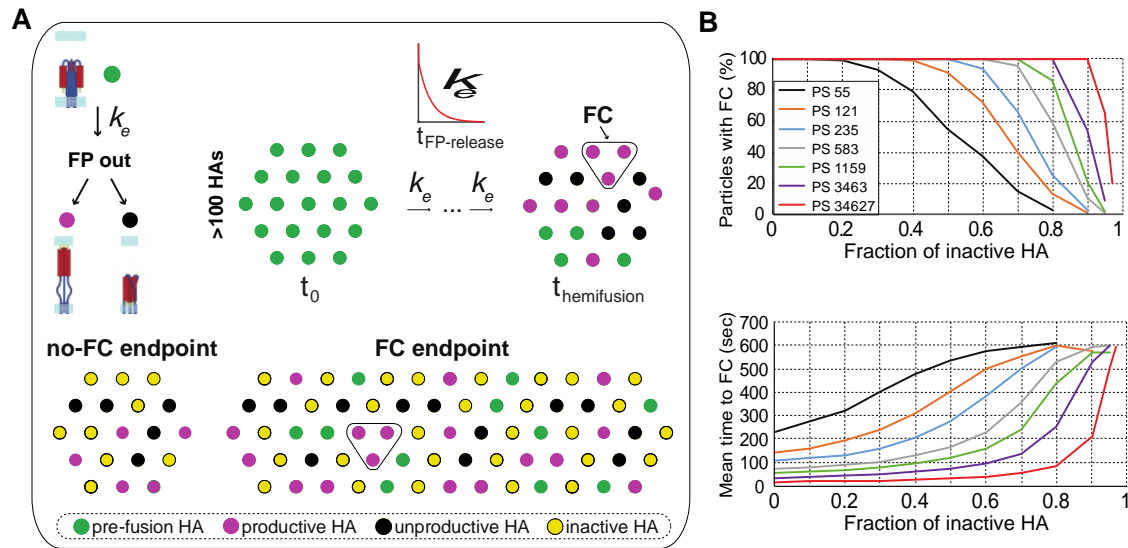 A
k_e
FP out
>100 HAs
t_0
K_e
t_FP-release
k_e ... k_e
FC
t_hemifusion
no-FC endpoint
FC endpoint
pre-fusion HA productive HA unproductive HA inactive HA
B
Particles with FC (%)
100
80
60
40
20
0
PS 55
PS 121
PS 235
PS 583
PS 1159
PS 3463
PS 34627
0 0.2 0.4 0.6 0.8 1
Fraction of inactive HA
Mean time to FC (sec)
700
600
500
400
300
200
100
0
0 0.2 0.4 0.6 0.8 1
Fraction of inactive HA